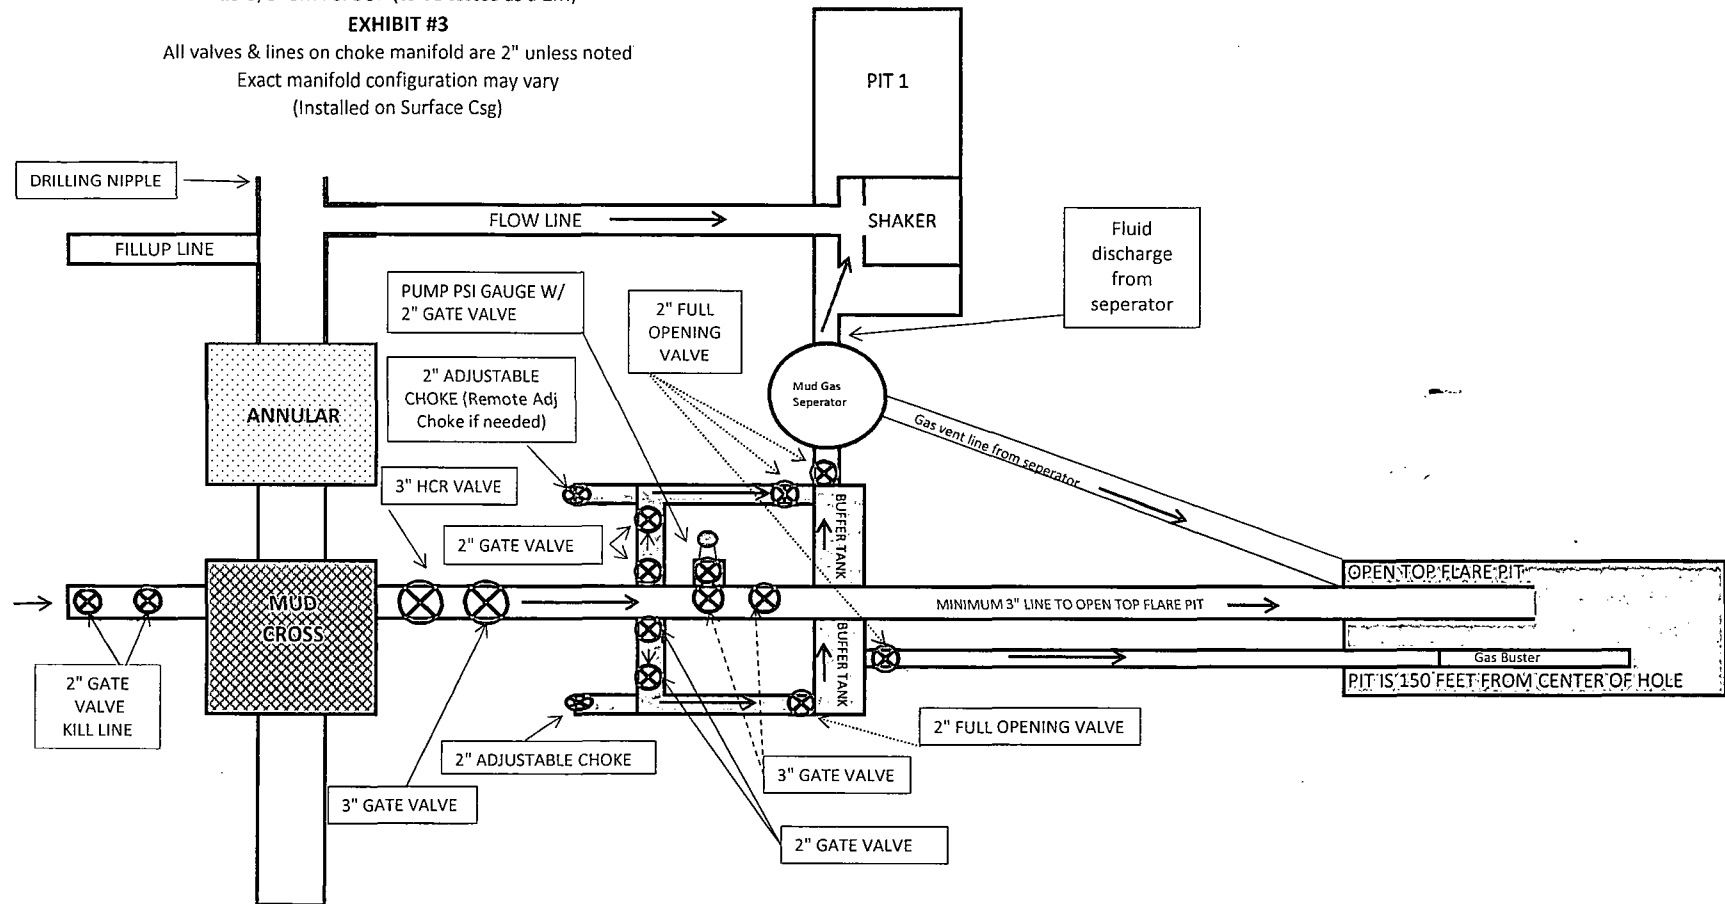 EXHIBIT #3
All valves & lines on choke manifold are 2" unless noted
Exact manifold configuration may vary
(Installed on Surface Csg)
PIT 1
DRILLING NIPPLE
FLOW LINE
SHAKER
FILLUP LINE
Fluid
discharge
from
seperator
PUMP PSI GAUGE W/
2" GATE VALVE
2" FULL
OPENING
VALVE
2" ADJUSTABLE
CHOKE (Remote Adj
Choke if needed)
Mud Gas
Seperator
ANNULAR
Gas vent line from seperator
3" HCR VALVE
2" GATE VALVE
BUFFER TANK
OPEN TOP FLARE PIT
MUD
CROSS
MINIMUM 3" LINE TO OPEN TOP FLARE PIT
BUFFER TANK
Gas Buster
PIT IS 150 FEET FROM CENTER OF HOLE
2" GATE
VALVE
KILL LINE
2" FULL OPENING VALVE
2" ADJUSTABLE CHOKE
3" GATE VALVE
3" GATE VALVE
2" GATE VALVE